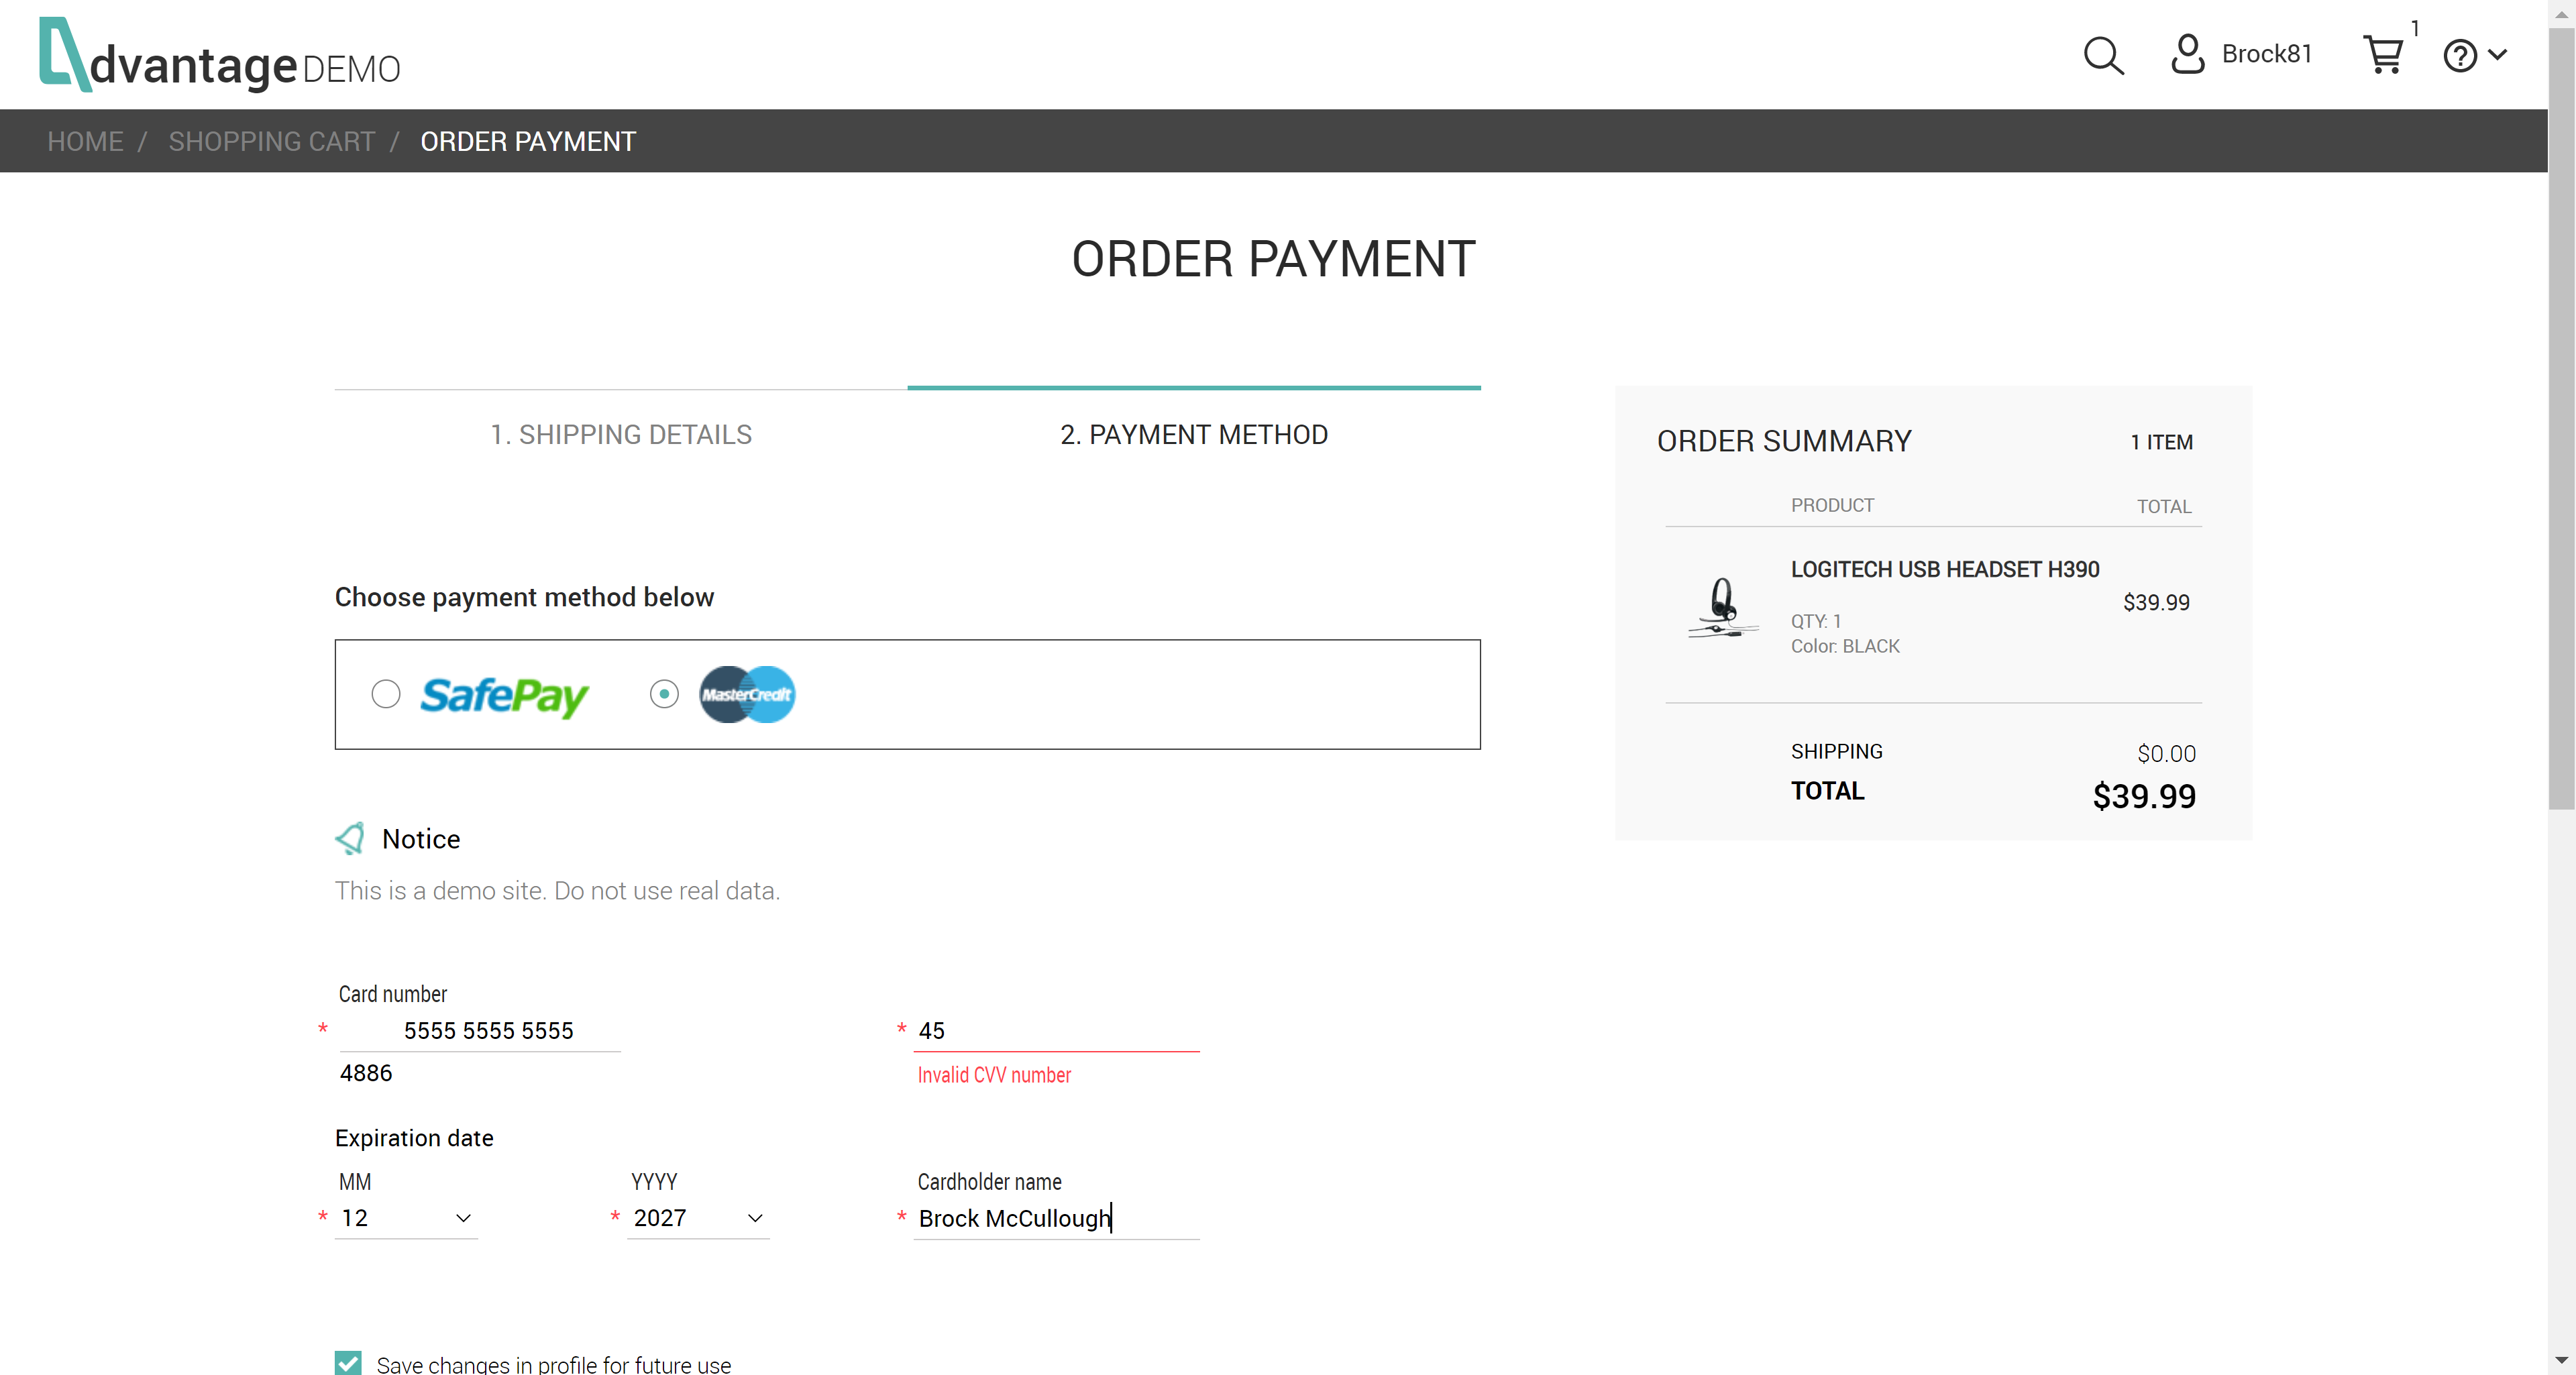 dvantage DEMO
Brock81
1
HOME / SHOPPING CART / ORDER PAYMENT
ORDER PAYMENT
1. SHIPPING DETAILS
2. PAYMENT METHOD
Choose payment method below
SafePay
MasterCredit
Notice
This is a demo site. Do not use real data.
Card number
* 5555 5555 5555
4886
* 45
Invalid CVV number
Expiration date
MM
* 12
YYYY
* 2027
Cardholder name
* Brock McCullough
Save changes in profile for future use
ORDER SUMMARY
1 ITEM
PRODUCT
TOTAL
LOGITECH USB HEADSET H390
$39.99
QTY: 1
Color: BLACK
SHIPPING
$0.00
TOTAL
$39.99